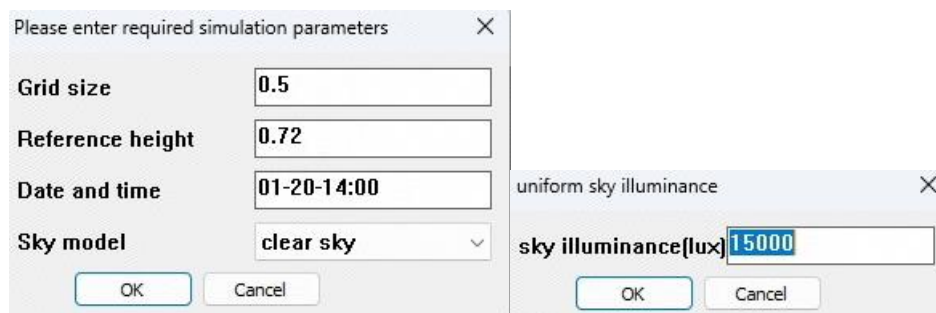 Please enter required simulation parameters
Grid size 0.5
Reference height 0.72
Date and time 01-20-14:00
Sky model clear sky
OK Cancel
uniform sky illuminance
sky illuminance(lux) 15000
OK Cancel